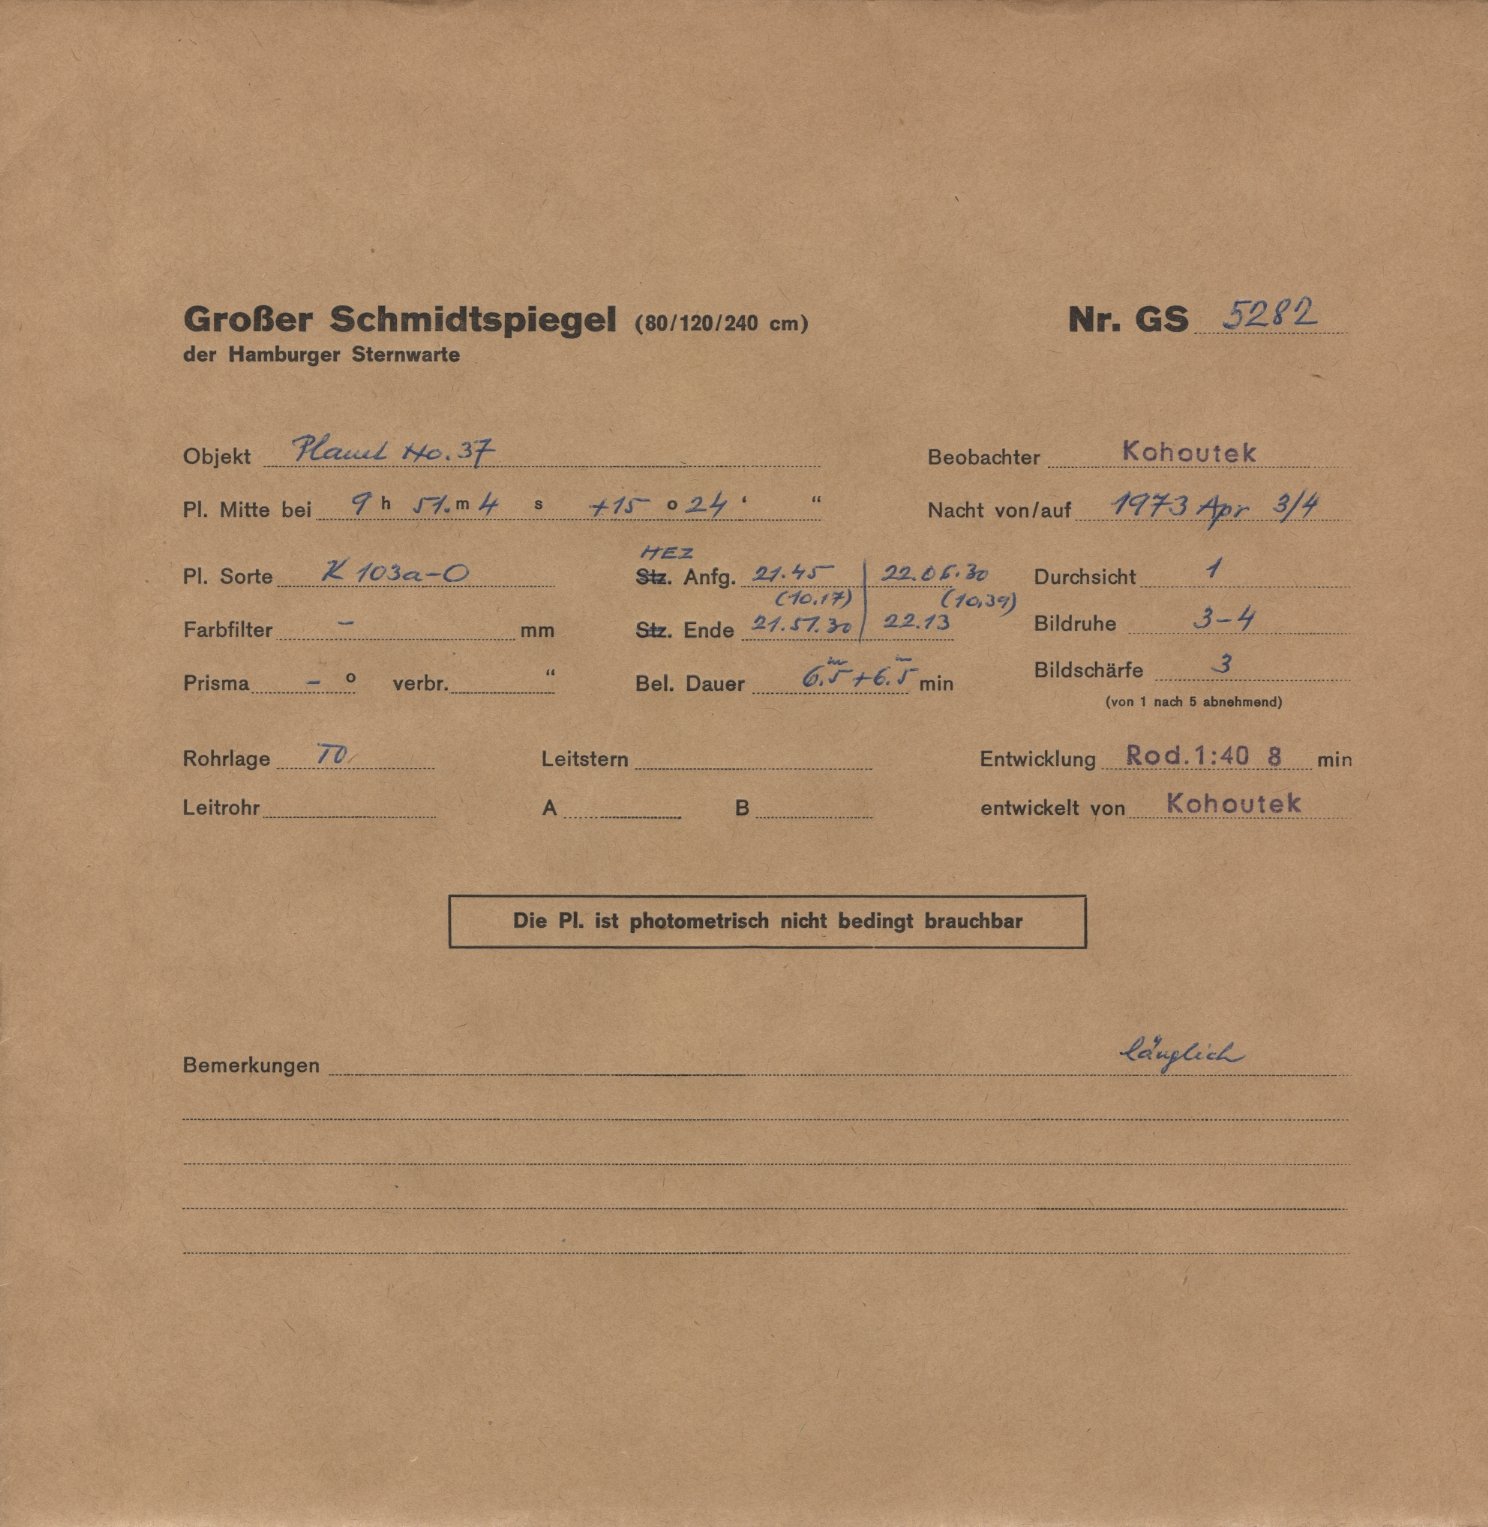 Großer Schmidtspiegel (80/120/240 cm) Nr. GS 5282
der Hamburger Sternwarte
Objekt Planet No. 37 Beobachter Kohoutek
Pl. Mitte bei 9 h 51. m 4 s +15 o 24 ‘ “ Nacht von/auf 1973 Apr 3/4
MEZ
Pl. Sorte K 103a-O Stz. Anfg. 21.45 | 22.06.30 Durchsicht 1
(10.17) (10.39)
Farbfilter – mm Stz. Ende 21.51.30 | 22.13 Bildruhe 3-4
Prisma – o verbr. “ Bel. Dauer 6.5m+6.5m min Bildschärfe 3
(von 1 nach 5 abnehmend)
Rohrlage TO Leitstern Entwicklung Rod. 1:40 8 min
Leitrohr A B entwickelt von Kohoutek
Die Pl. ist photometrisch nicht bedingt brauchbar
Bemerkungen länglich